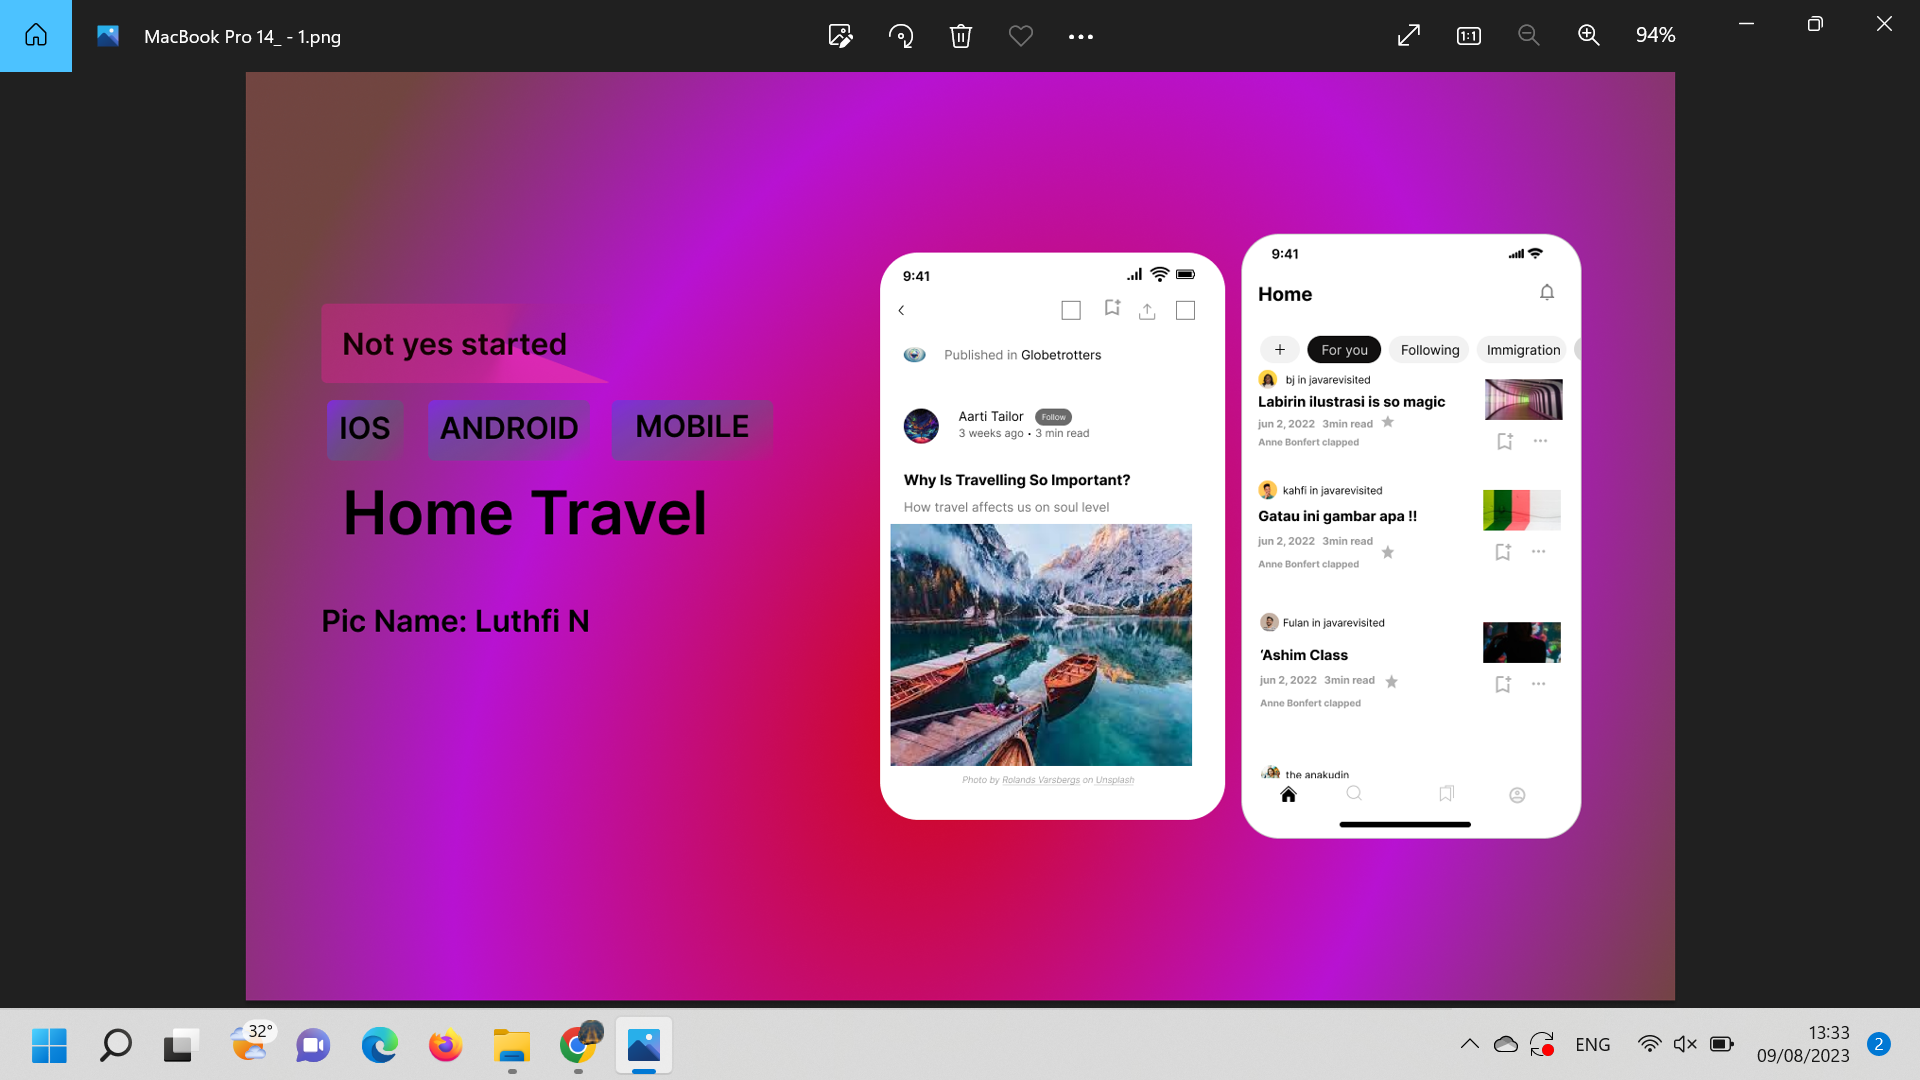 MacBook Pro 14_ - 1.png
94%
Not yes started
IOS
ANDROID
MOBILE
Home Travel
Pic Name: Luthfi N
9:41
Published in Globetrotters
Aarti Tailor
Follow
3 weeks ago • 3 min read
Why Is Travelling So Important?
How travel affects us on soul level
Photo by Rolands Varsbergs on Unsplash
9:41
Home
+
For you
Following
Immigration
bj in javarevisited
Labirin ilustrasi is so magic
jun 2, 2022 3min read
Anne Bonfert clapped
kahfi in javarevisited
Gatau ini gambar apa !!
jun 2, 2022 3min read
Anne Bonfert clapped
Fulan in javarevisited
‘Ashim Class
jun 2, 2022 3min read
Anne Bonfert clapped
the anakudin
32°
ENG
13:33
09/08/2023
2